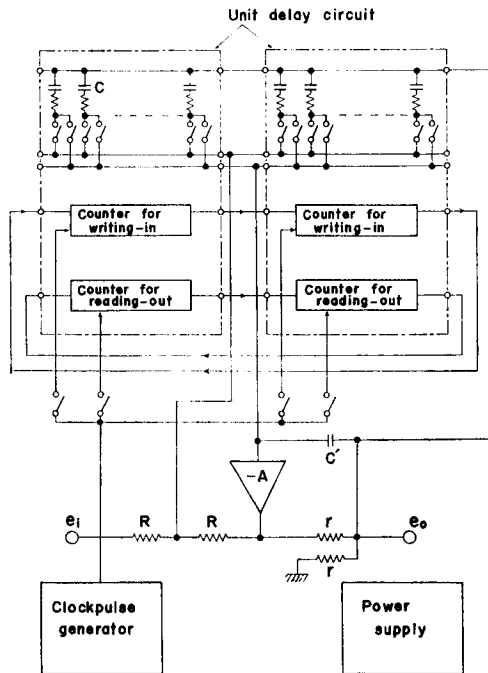 Unit delay circuit
C
Counter for
writing-in
Counter for
writing-in
Counter for
reading-out
Counter for
reading-out
C′
-A
ei
R
R
r
eo
r
Clockpulse
generator
Power
supply